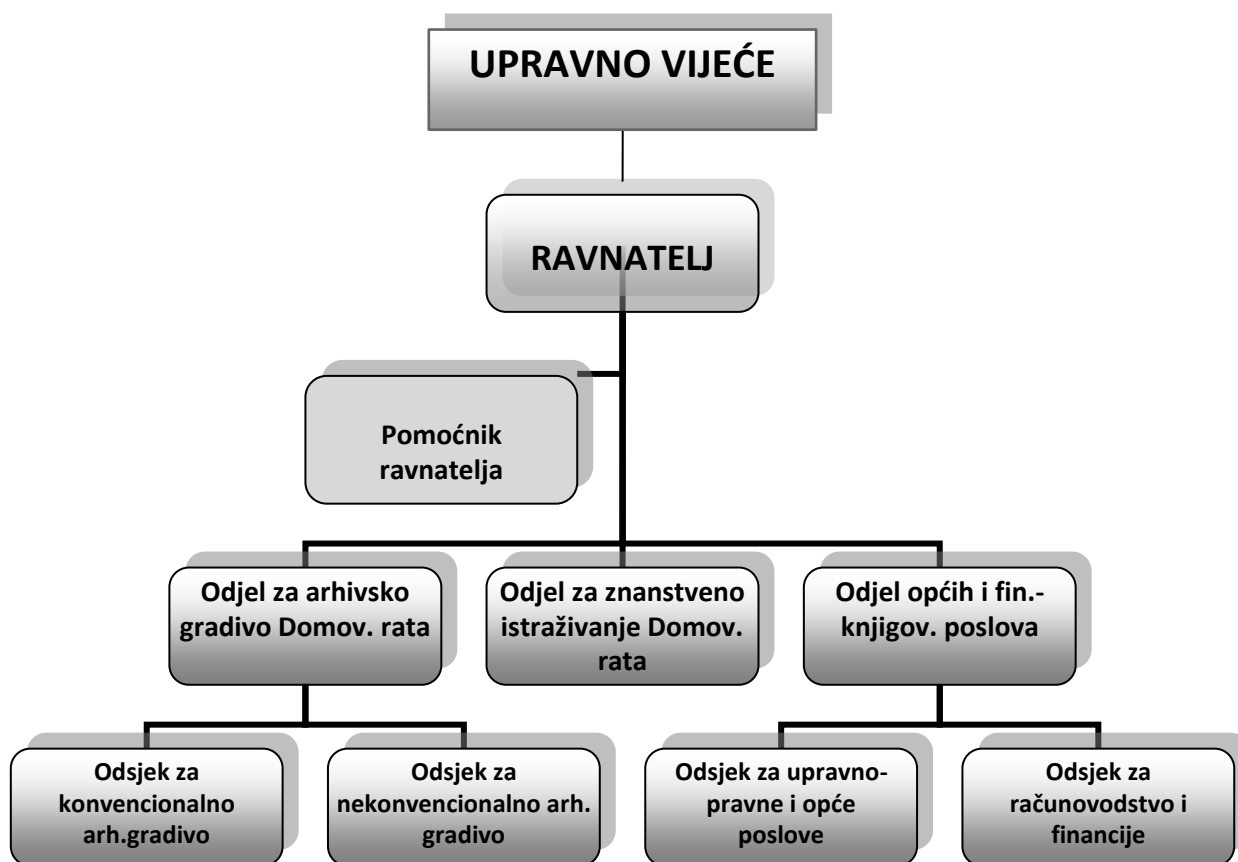 UPRAVNO VIJEĆE
RAVNATELJ
Pomoćnik
ravnatelja
Odjel za arhivsko
gradivo Domov. rata
Odjel za znanstveno
istraživanje Domov.
rata
Odjel općih i fin.-
knjigov. poslova
Odsjek za
konvencionalno
arh.gradivo
Odsjek za
nekonvencionalno arh.
gradivo
Odsjek za upravno-
pravne i opće
poslove
Odsjek za
računovodstvo i
financije